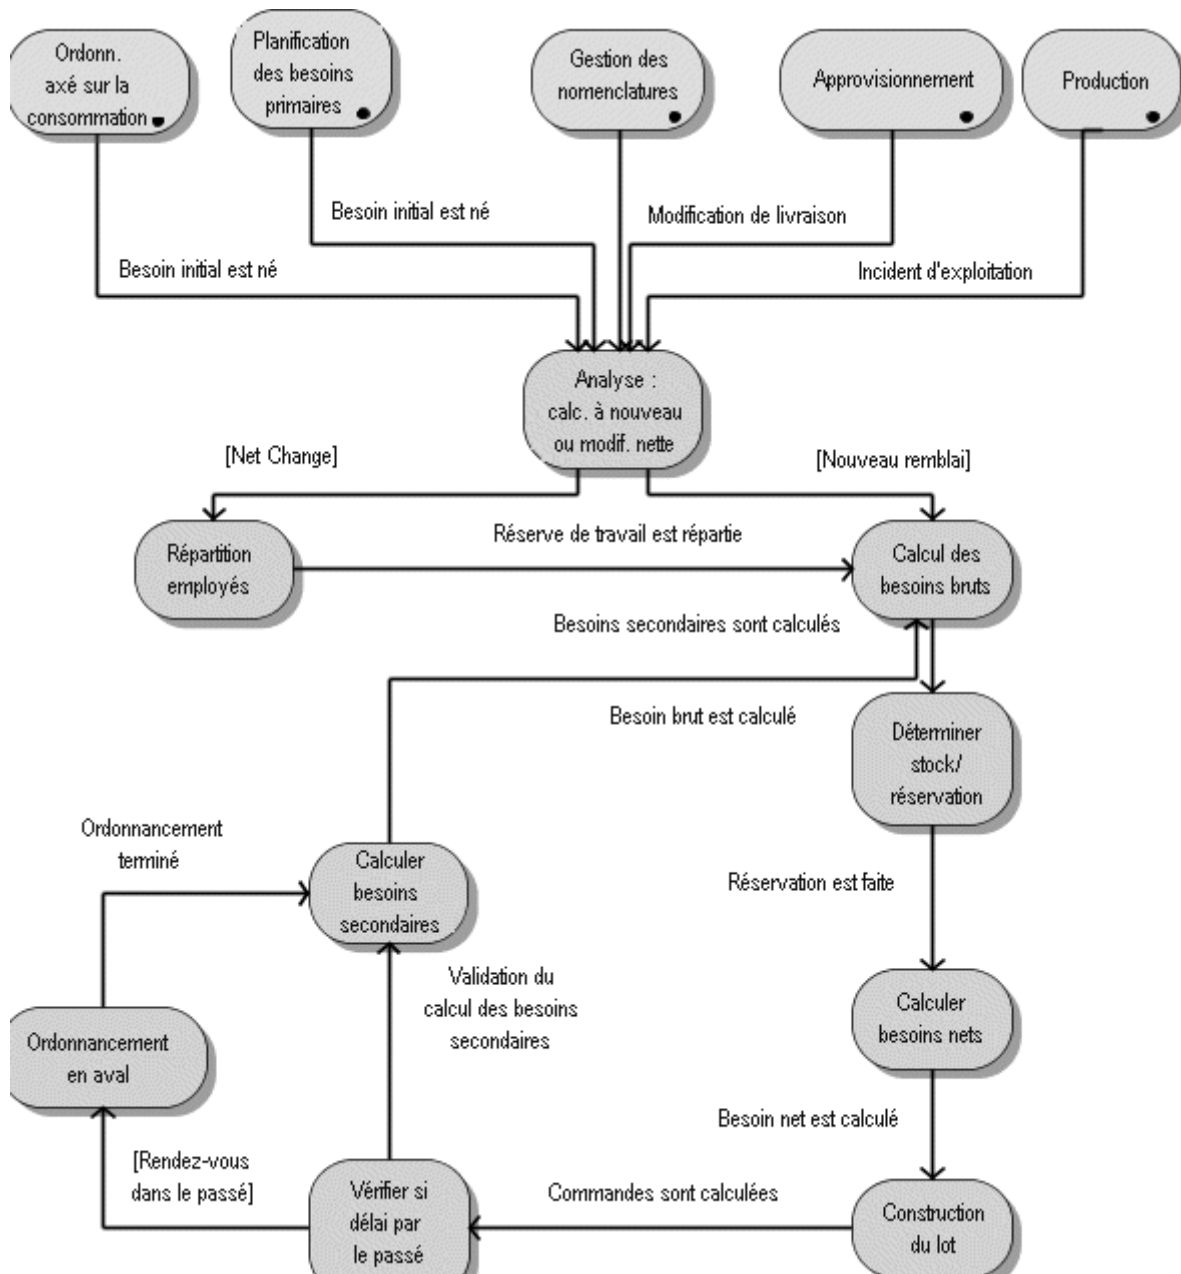 Ordonn.
axé sur la
consommation
Planification
des besoins
primaires
Gestion des
nomenclatures
Approvisionnement
Production
Besoin initial est né
Modification de livraison
Besoin initial est né
Incident d'exploitation
Analyse :
calc. à nouveau
ou modif. nette
[Net Change]
[Nouveau remblai]
Réserve de travail est répartie
Répartition
employés
Calcul des
besoins bruts
Besoins secondaires sont calculés
Besoin brut est calculé
Déterminer
stock/
réservation
Ordonnancement
terminé
Calculer
besoins
secondaires
Réservation est faite
Validation du
calcul des besoins
secondaires
Calculer
besoins nets
Ordonnancement
en aval
Besoin net est calculé
[Rendez-vous
dans le passé]
Vérifier si
délai par
le passé
Commandes sont calculées
Construction
du lot